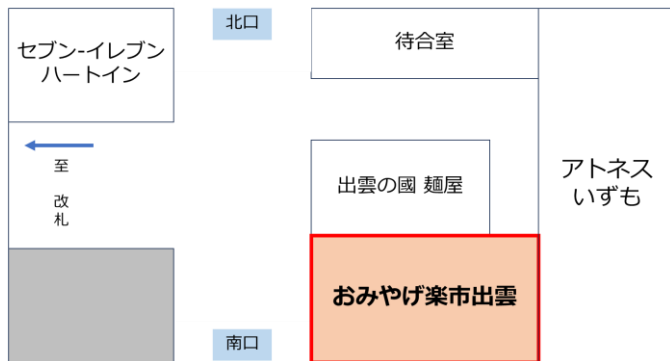 セブン-イレブン
ハートイン
北口
待合室
至
改
札
出雲の國 麺屋
アトネス
いずも
おみやげ楽市出雲
南口